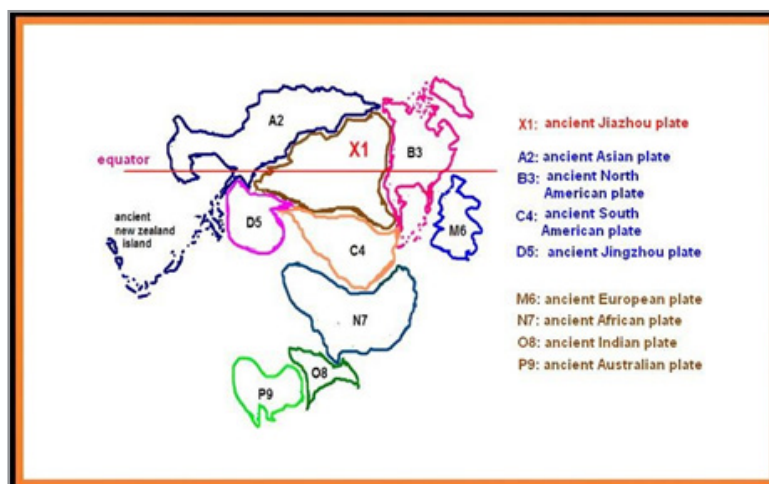 A2
X1
B3
X1: ancient Jiazhou plate
equator
A2: ancient Asian plate
B3: ancient North
American plate
C4: ancient South
American plate
D5: ancient Jingzhou plate
ancient
new zealand
island
D5
C4
M6
N7
O8
P9
M6: ancient European plate
N7: ancient African plate
O8: ancient Indian plate
P9: ancient Australian plate